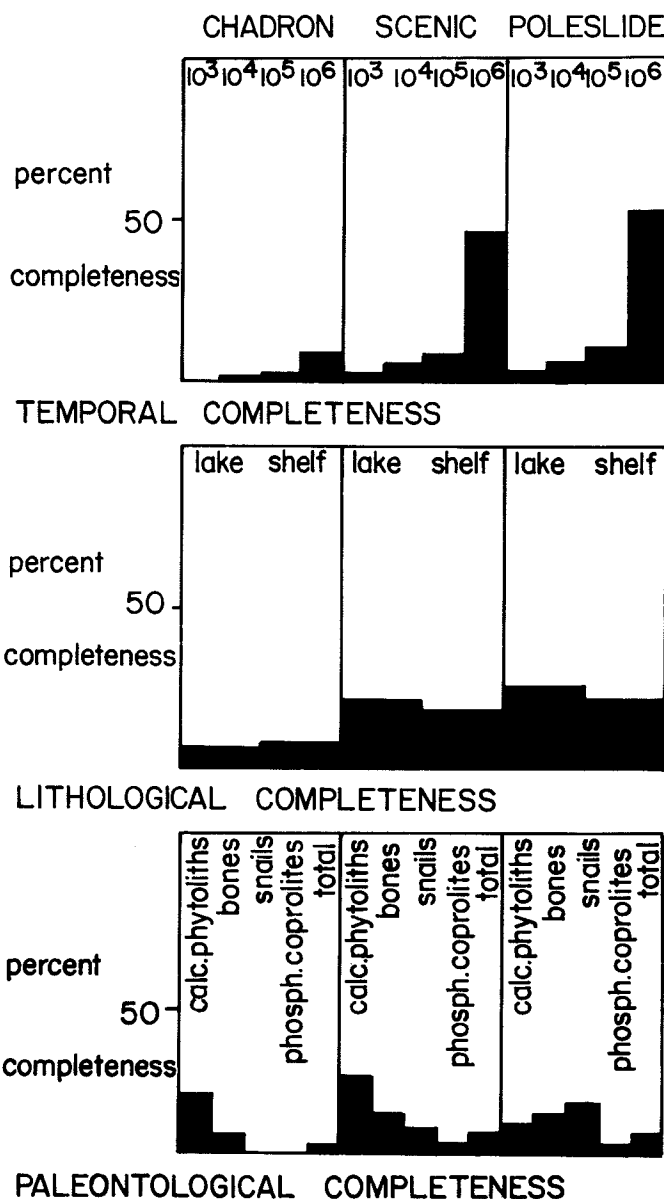 CHADRON SCENIC POLESLIDE
10³ 10⁴ 10⁵ 10⁶ 10³ 10⁴ 10⁵ 10⁶ 10³ 10⁴ 10⁵ 10⁶
percent
50
completeness
TEMPORAL COMPLETENESS
lake shelf lake shelf lake shelf
percent
50
completeness
LITHOLOGICAL COMPLETENESS
calc.phytoliths
bones
snails
phosph.coprolites
total
calc.phytoliths
bones
snails
phosph.coprolites
total
calc.phytoliths
bones
snails
phosph.coprolites
total
percent
50
completeness
PALEONTOLOGICAL COMPLETENESS